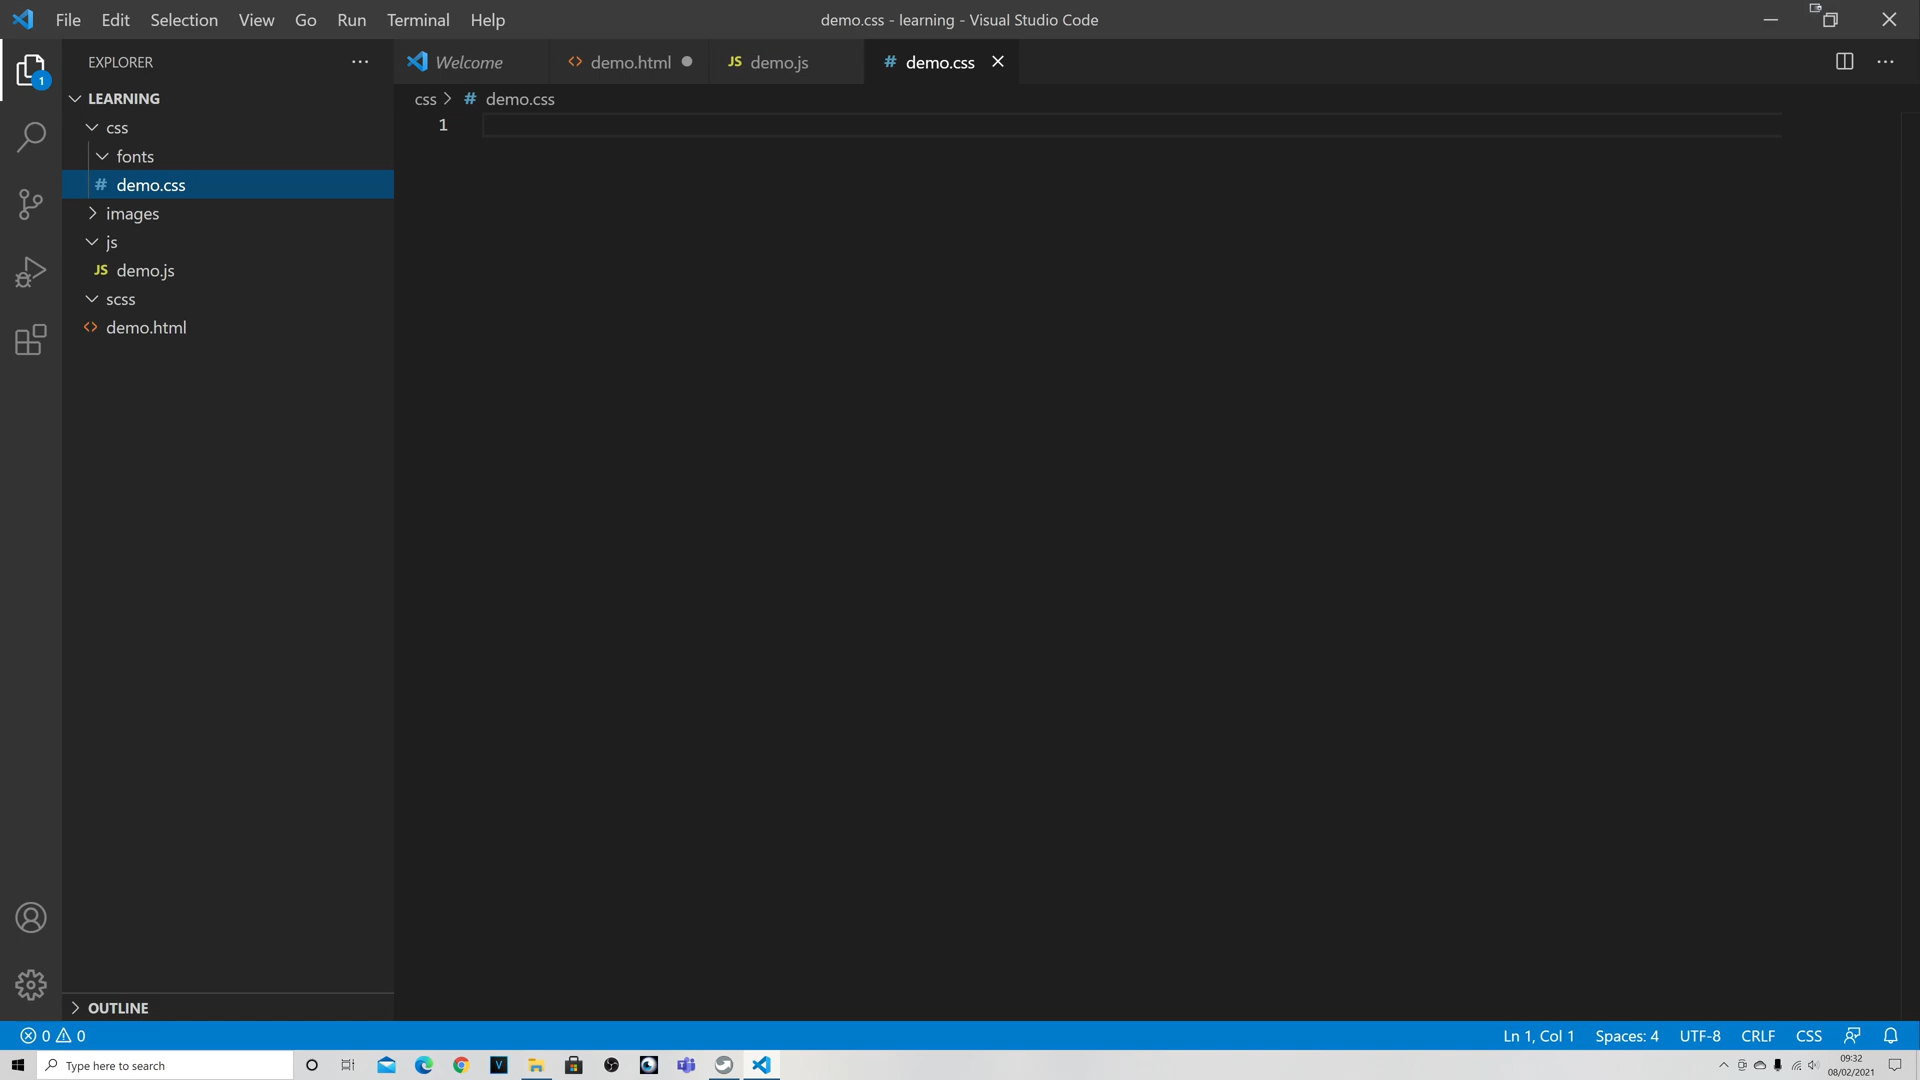 File Edit Selection View Go Run Terminal Help
demo.css - learning - Visual Studio Code
EXPLORER
Welcome
demo.html
JS demo.js
# demo.css
1
LEARNING
css > # demo.css
css
1
fonts
# demo.css
images
js
JS demo.js
scss
demo.html
OUTLINE
0 0
Ln 1, Col 1
Spaces: 4
UTF-8
CRLF
CSS
Type here to search
V
09:32
08/02/2021